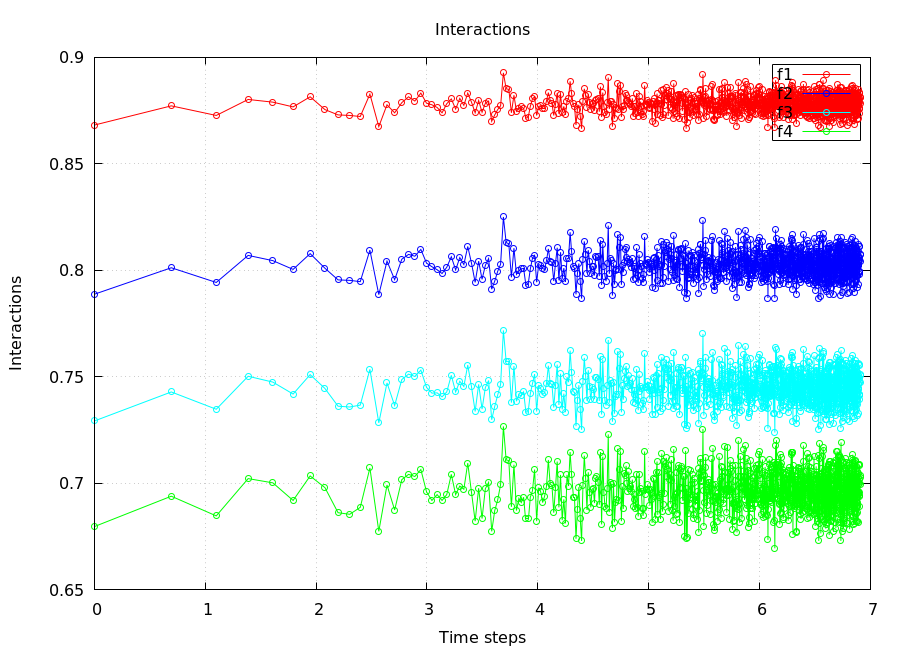 Interactions
0.9
0.85
0.8
0.75
0.7
0.65
Interactions
f1
f2
f3
f4
0 1 2 3 4 5 6 7
Time steps